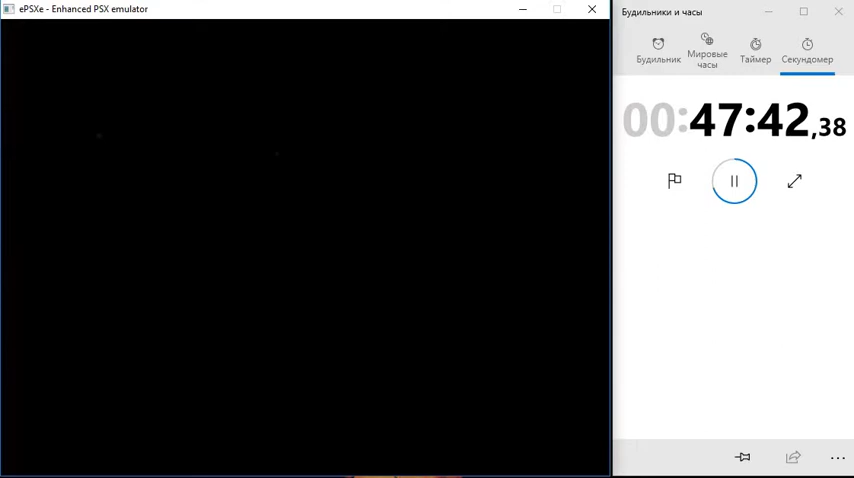 ePSXe - Enhanced PSX emulator
Будильники и часы
Будильник
Мировые
часы
Таймер
Секундомер
00:47:42,38